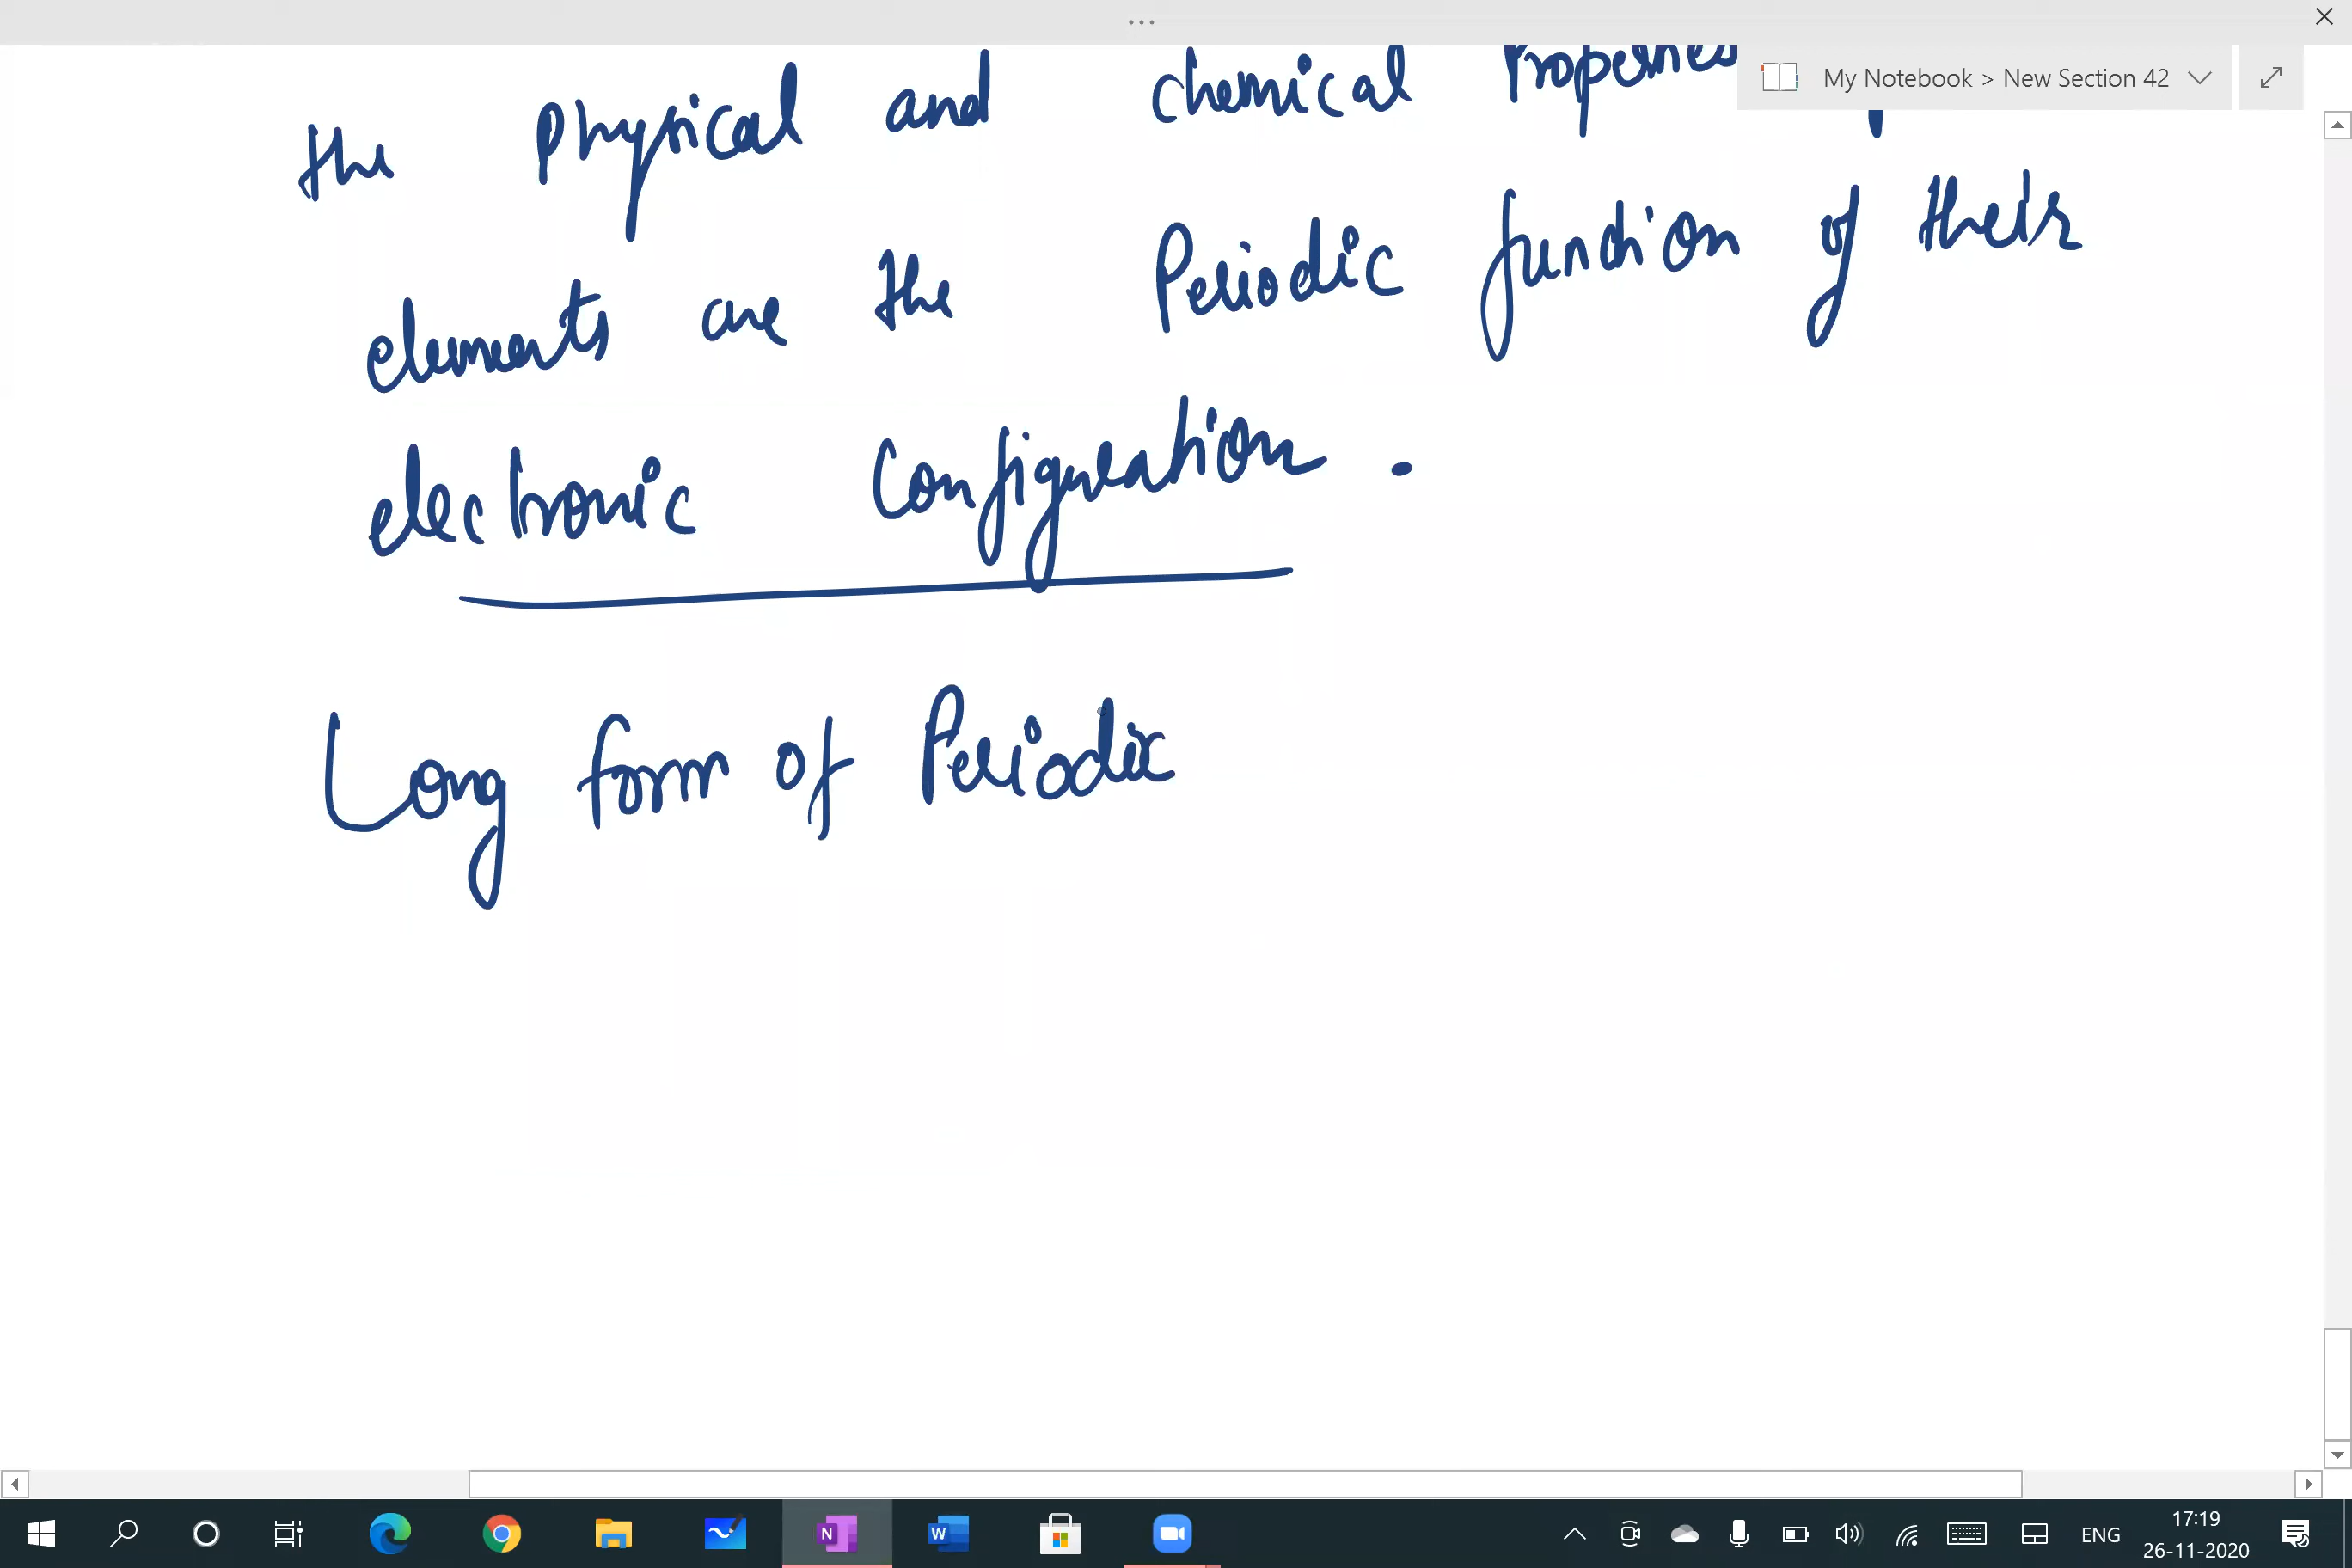 the Physical and chemical Properties
My Notebook > New Section 42
elements are the Periodic function of their
electronic Configuration .
Long form of Periodic
ENG
17:19
26-11-2020